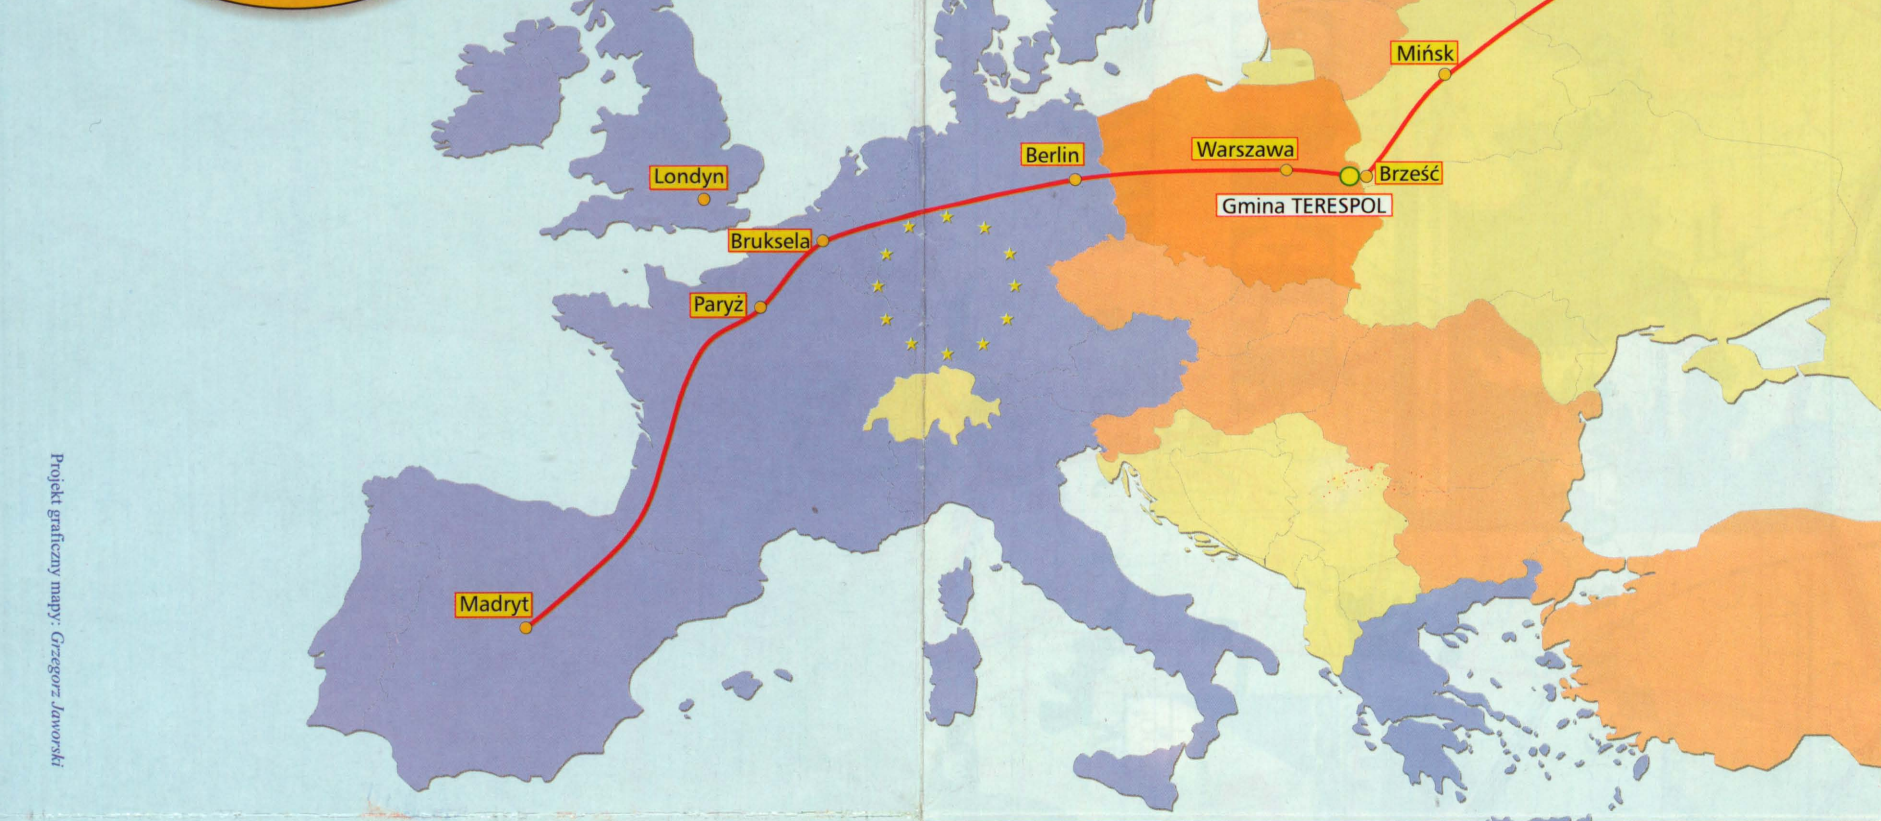 Mińsk
Londyn
Berlin
Warszawa
Brześć
Gmina TERESPOL
Bruksela
Paryż
Madryt
Projekt graficzny mapy: Grzegorz Jaworski